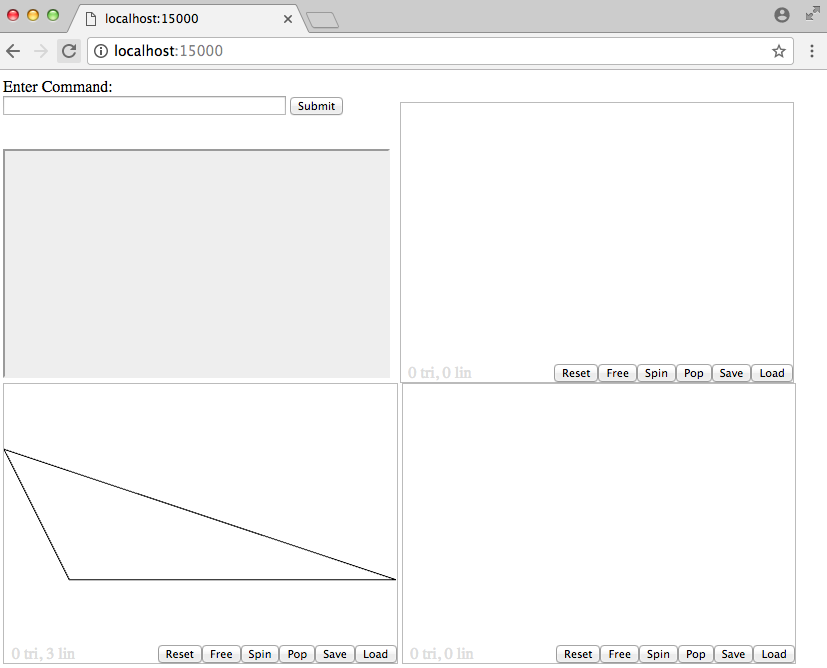 localhost:15000
localhost:15000
Enter Command:
Submit
0 tri, 0 lin Reset Free Spin Pop Save Load
0 tri, 3 lin Reset Free Spin Pop Save Load
0 tri, 0 lin Reset Free Spin Pop Save Load